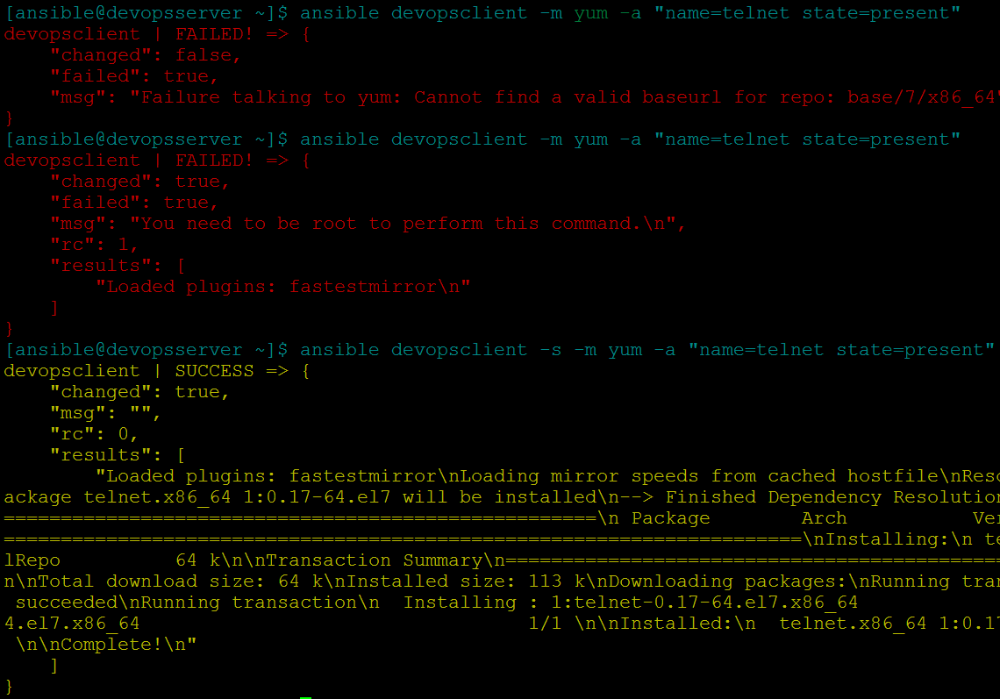 [ansible@devopsserver ~]$ ansible devopsclient -m yum -a "name=telnet state=present"
devopsclient | FAILED! => {
    "changed": false,
    "failed": true,
    "msg": "Failure talking to yum: Cannot find a valid baseurl for repo: base/7/x86_64"
}
[ansible@devopsserver ~]$ ansible devopsclient -m yum -a "name=telnet state=present"
devopsclient | FAILED! => {
    "changed": true,
    "failed": true,
    "msg": "You need to be root to perform this command.\n",
    "rc": 1,
    "results": [
        "Loaded plugins: fastestmirror\n"
    ]
}
[ansible@devopsserver ~]$ ansible devopsclient -s -m yum -a "name=telnet state=present"
devopsclient | SUCCESS => {
    "changed": true,
    "msg": "",
    "rc": 0,
    "results": [
        "Loaded plugins: fastestmirror\nLoading mirror speeds from cached hostfile\nReso
ackage telnet.x86_64 1:0.17-64.el7 will be installed\n--> Finished Dependency Resolution
====================================================\n Package        Arch           Ver
======================================================================\nInstalling:\n te
lRepo          64 k\n\nTransaction Summary\n============================================
n\nTotal download size: 64 k\nInstalled size: 113 k\nDownloading packages:\nRunning tran
 succeeded\nRunning transaction\n  Installing : 1:telnet-0.17-64.el7.x86_64
4.el7.x86_64                                  1/1 \n\nInstalled:\n  telnet.x86_64 1:0.17
 \n\nComplete!\n"
    ]
}